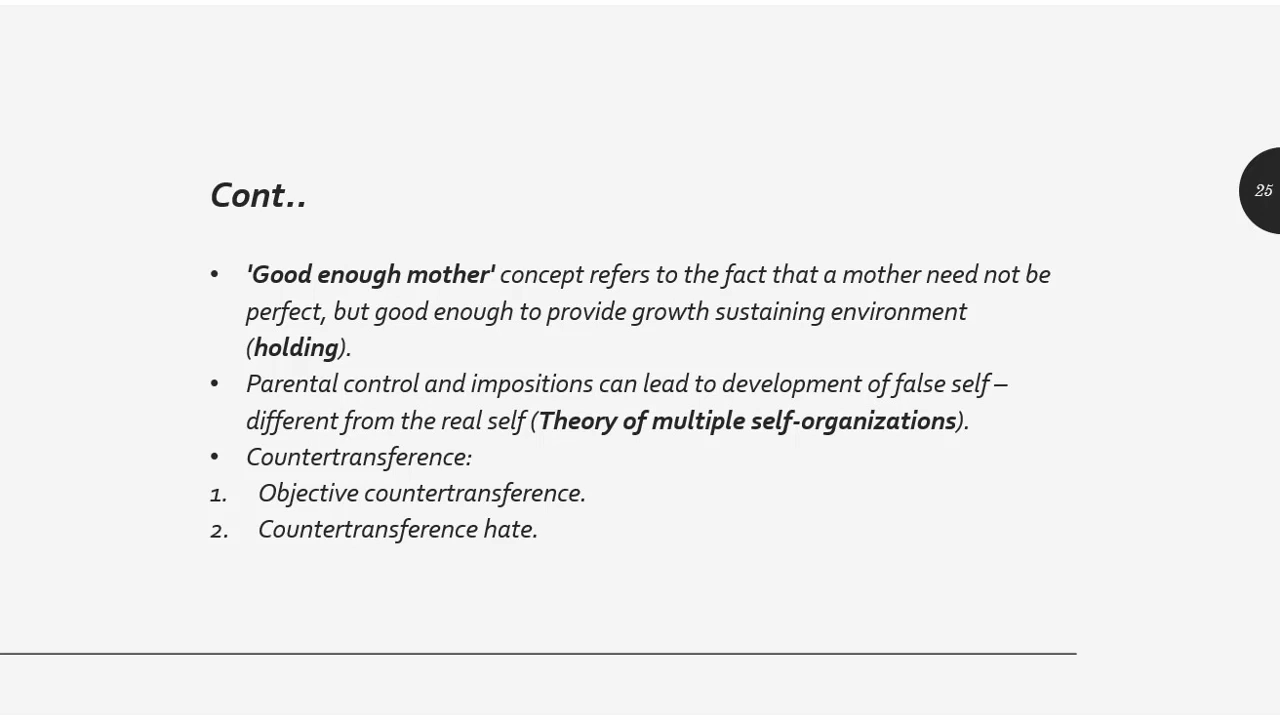 Cont..
25
• 'Good enough mother' concept refers to the fact that a mother need not be
perfect, but good enough to provide growth sustaining environment
(holding).
• Parental control and impositions can lead to development of false self –
different from the real self (Theory of multiple self-organizations).
• Countertransference:
1. Objective countertransference.
2. Countertransference hate.